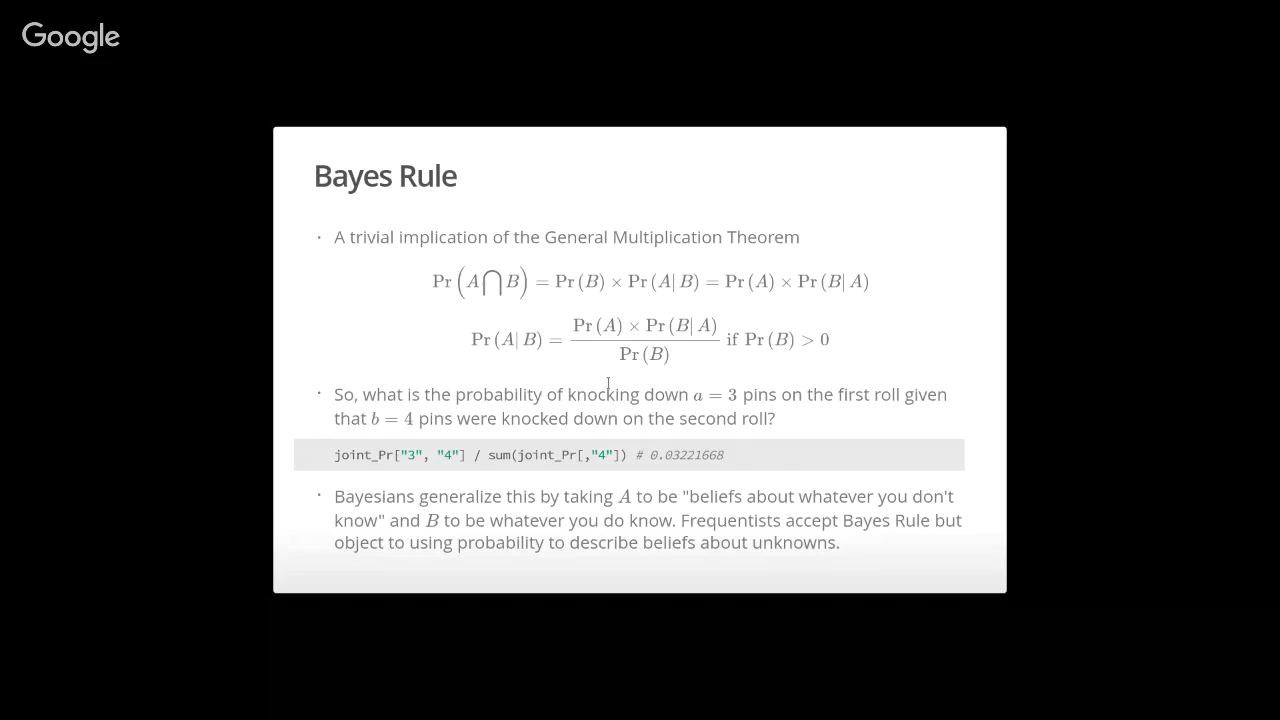 Google
Bayes Rule
· A trivial implication of the General Multiplication Theorem
Pr (A ⋂ B) = Pr (B) × Pr (A| B) = Pr (A) × Pr (B| A)
Pr (A| B) = Pr (A) × Pr (B| A) / Pr (B) if Pr (B) > 0
· So, what is the probability of knocking down a = 3 pins on the first roll given
that b = 4 pins were knocked down on the second roll?
joint_Pr["3", "4"] / sum(joint_Pr[,"4"]) # 0.03221668
· Bayesians generalize this by taking A to be "beliefs about whatever you don't
know" and B to be whatever you do know. Frequentists accept Bayes Rule but
object to using probability to describe beliefs about unknowns.